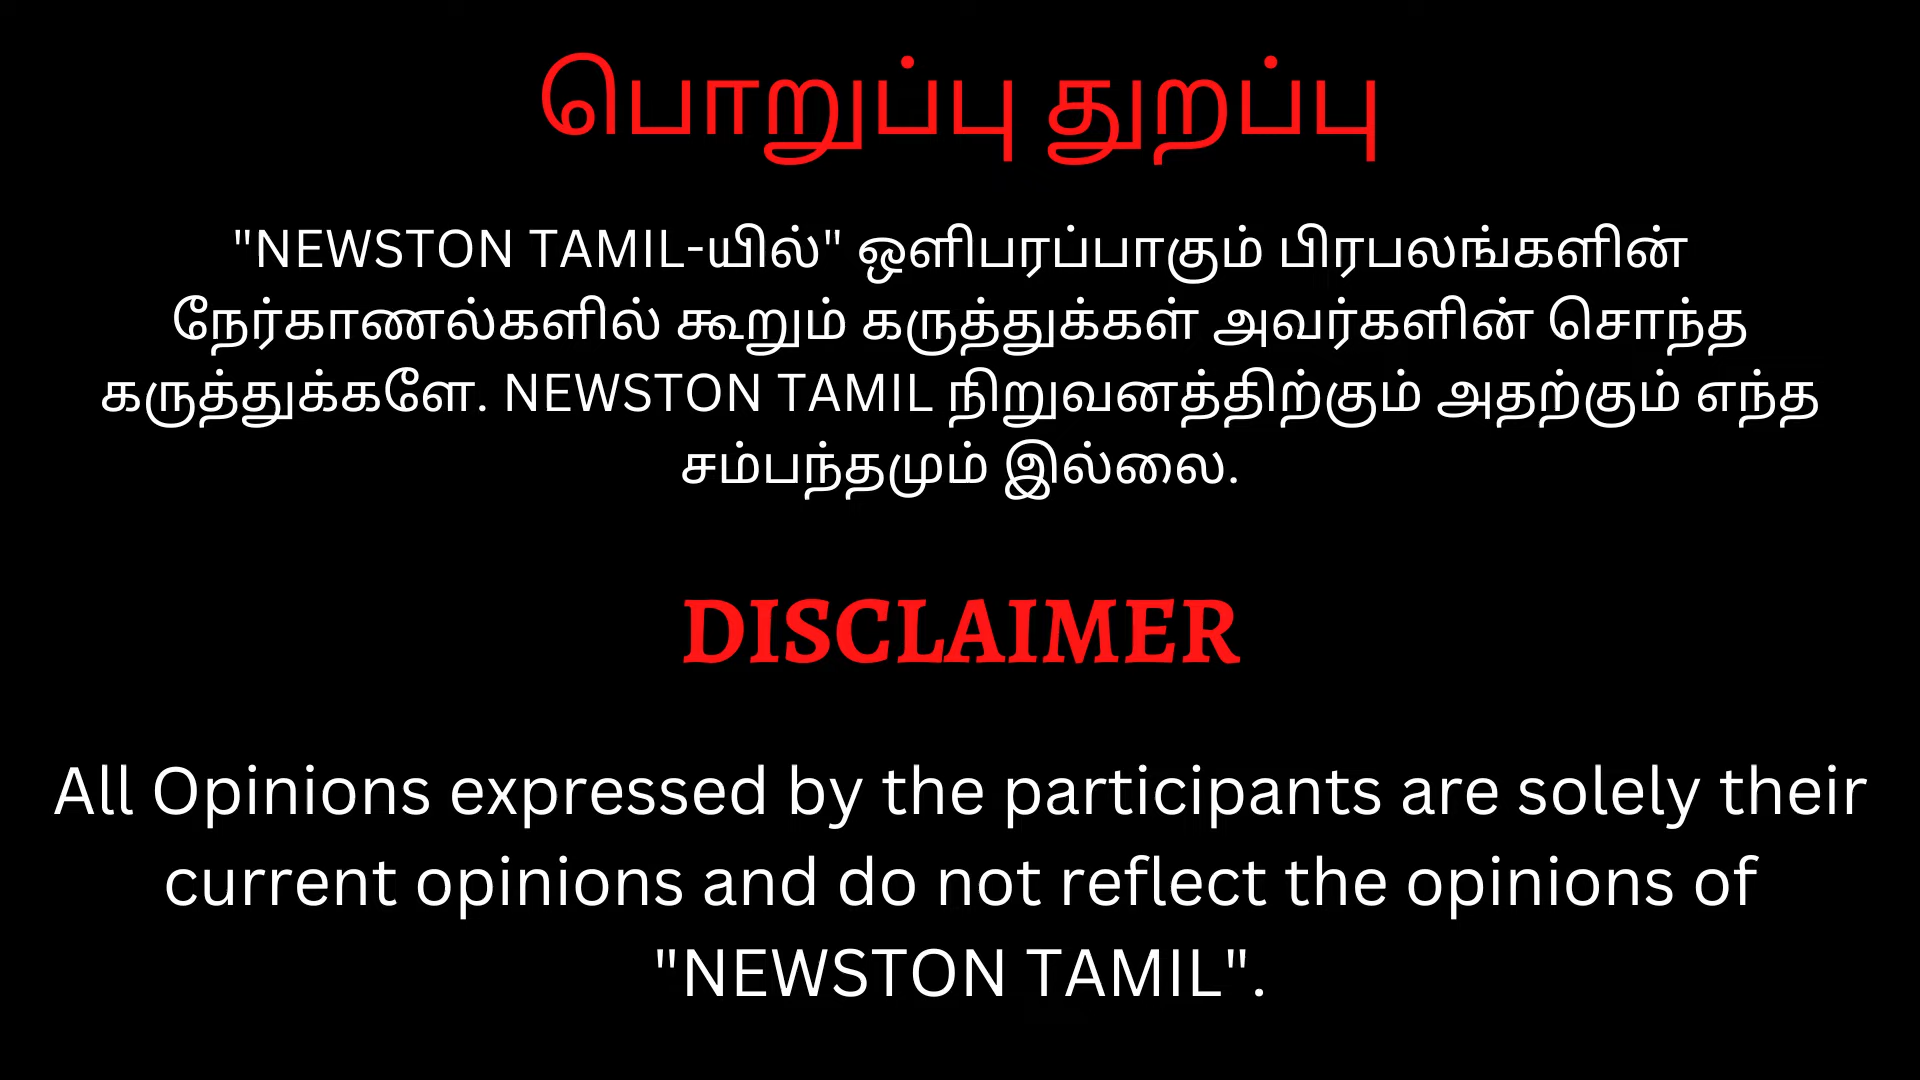 பொறுப்பு துறப்பு
"NEWSTON TAMIL-யில்" ஒளிபரப்பாகும் பிரபலங்களின்
நேர்காணல்களில் கூறும் கருத்துக்கள் அவர்களின் சொந்த
கருத்துக்களே. NEWSTON TAMIL நிறுவனத்திற்கும் அதற்கும் எந்த
சம்பந்தமும் இல்லை.
DISCLAIMER
All Opinions expressed by the participants are solely their
current opinions and do not reflect the opinions of
"NEWSTON TAMIL".